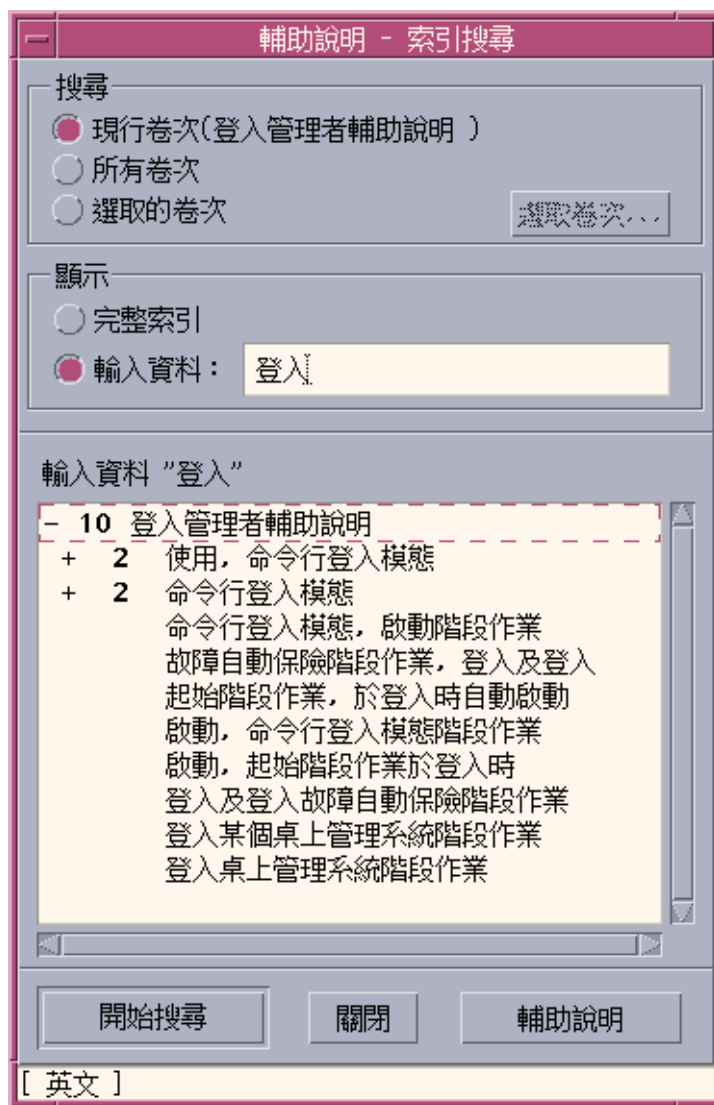 輔助說明 - 索引搜尋
搜尋
現行卷次(登入管理者輔助說明 )
所有卷次
選取的卷次
選取卷次...
顯示
完整索引
輸入資料：
登入
輸入資料 "登入"
- 10 登入管理者輔助說明
+ 2 使用, 命令行登入模態
+ 2 命令行登入模態
命令行登入模態, 啟動階段作業
故障自動保險階段作業, 登入及登入
起始階段作業, 於登入時自動啟動
啟動, 命令行登入模態階段作業
啟動, 起始階段作業於登入時
登入及登入故障自動保險階段作業
登入某個桌上管理系統階段作業
登入桌上管理系統階段作業
開始搜尋
關閉
輔助說明
[ 英文 ]